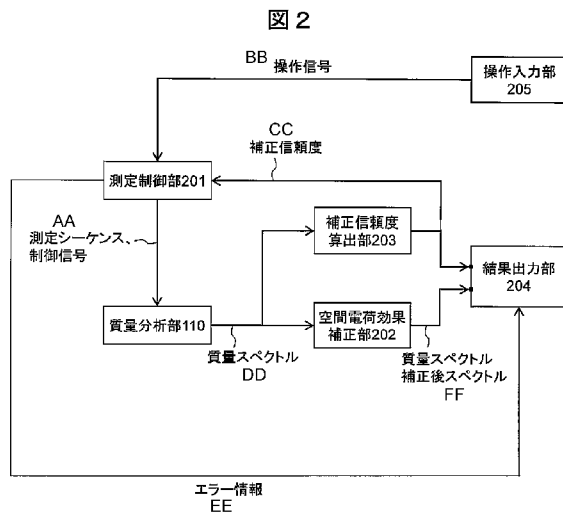 図2
BB
操作信号
操作入力部
205
CC
補正信頼度
測定制御部201
AA
測定シーケンス、
制御信号
補正信頼度
算出部203
結果出力部
204
質量分析部110
空間電荷効果
補正部202
質量スペクトル
DD
質量スペクトル
補正後スペクトル
FF
エラー情報
EE